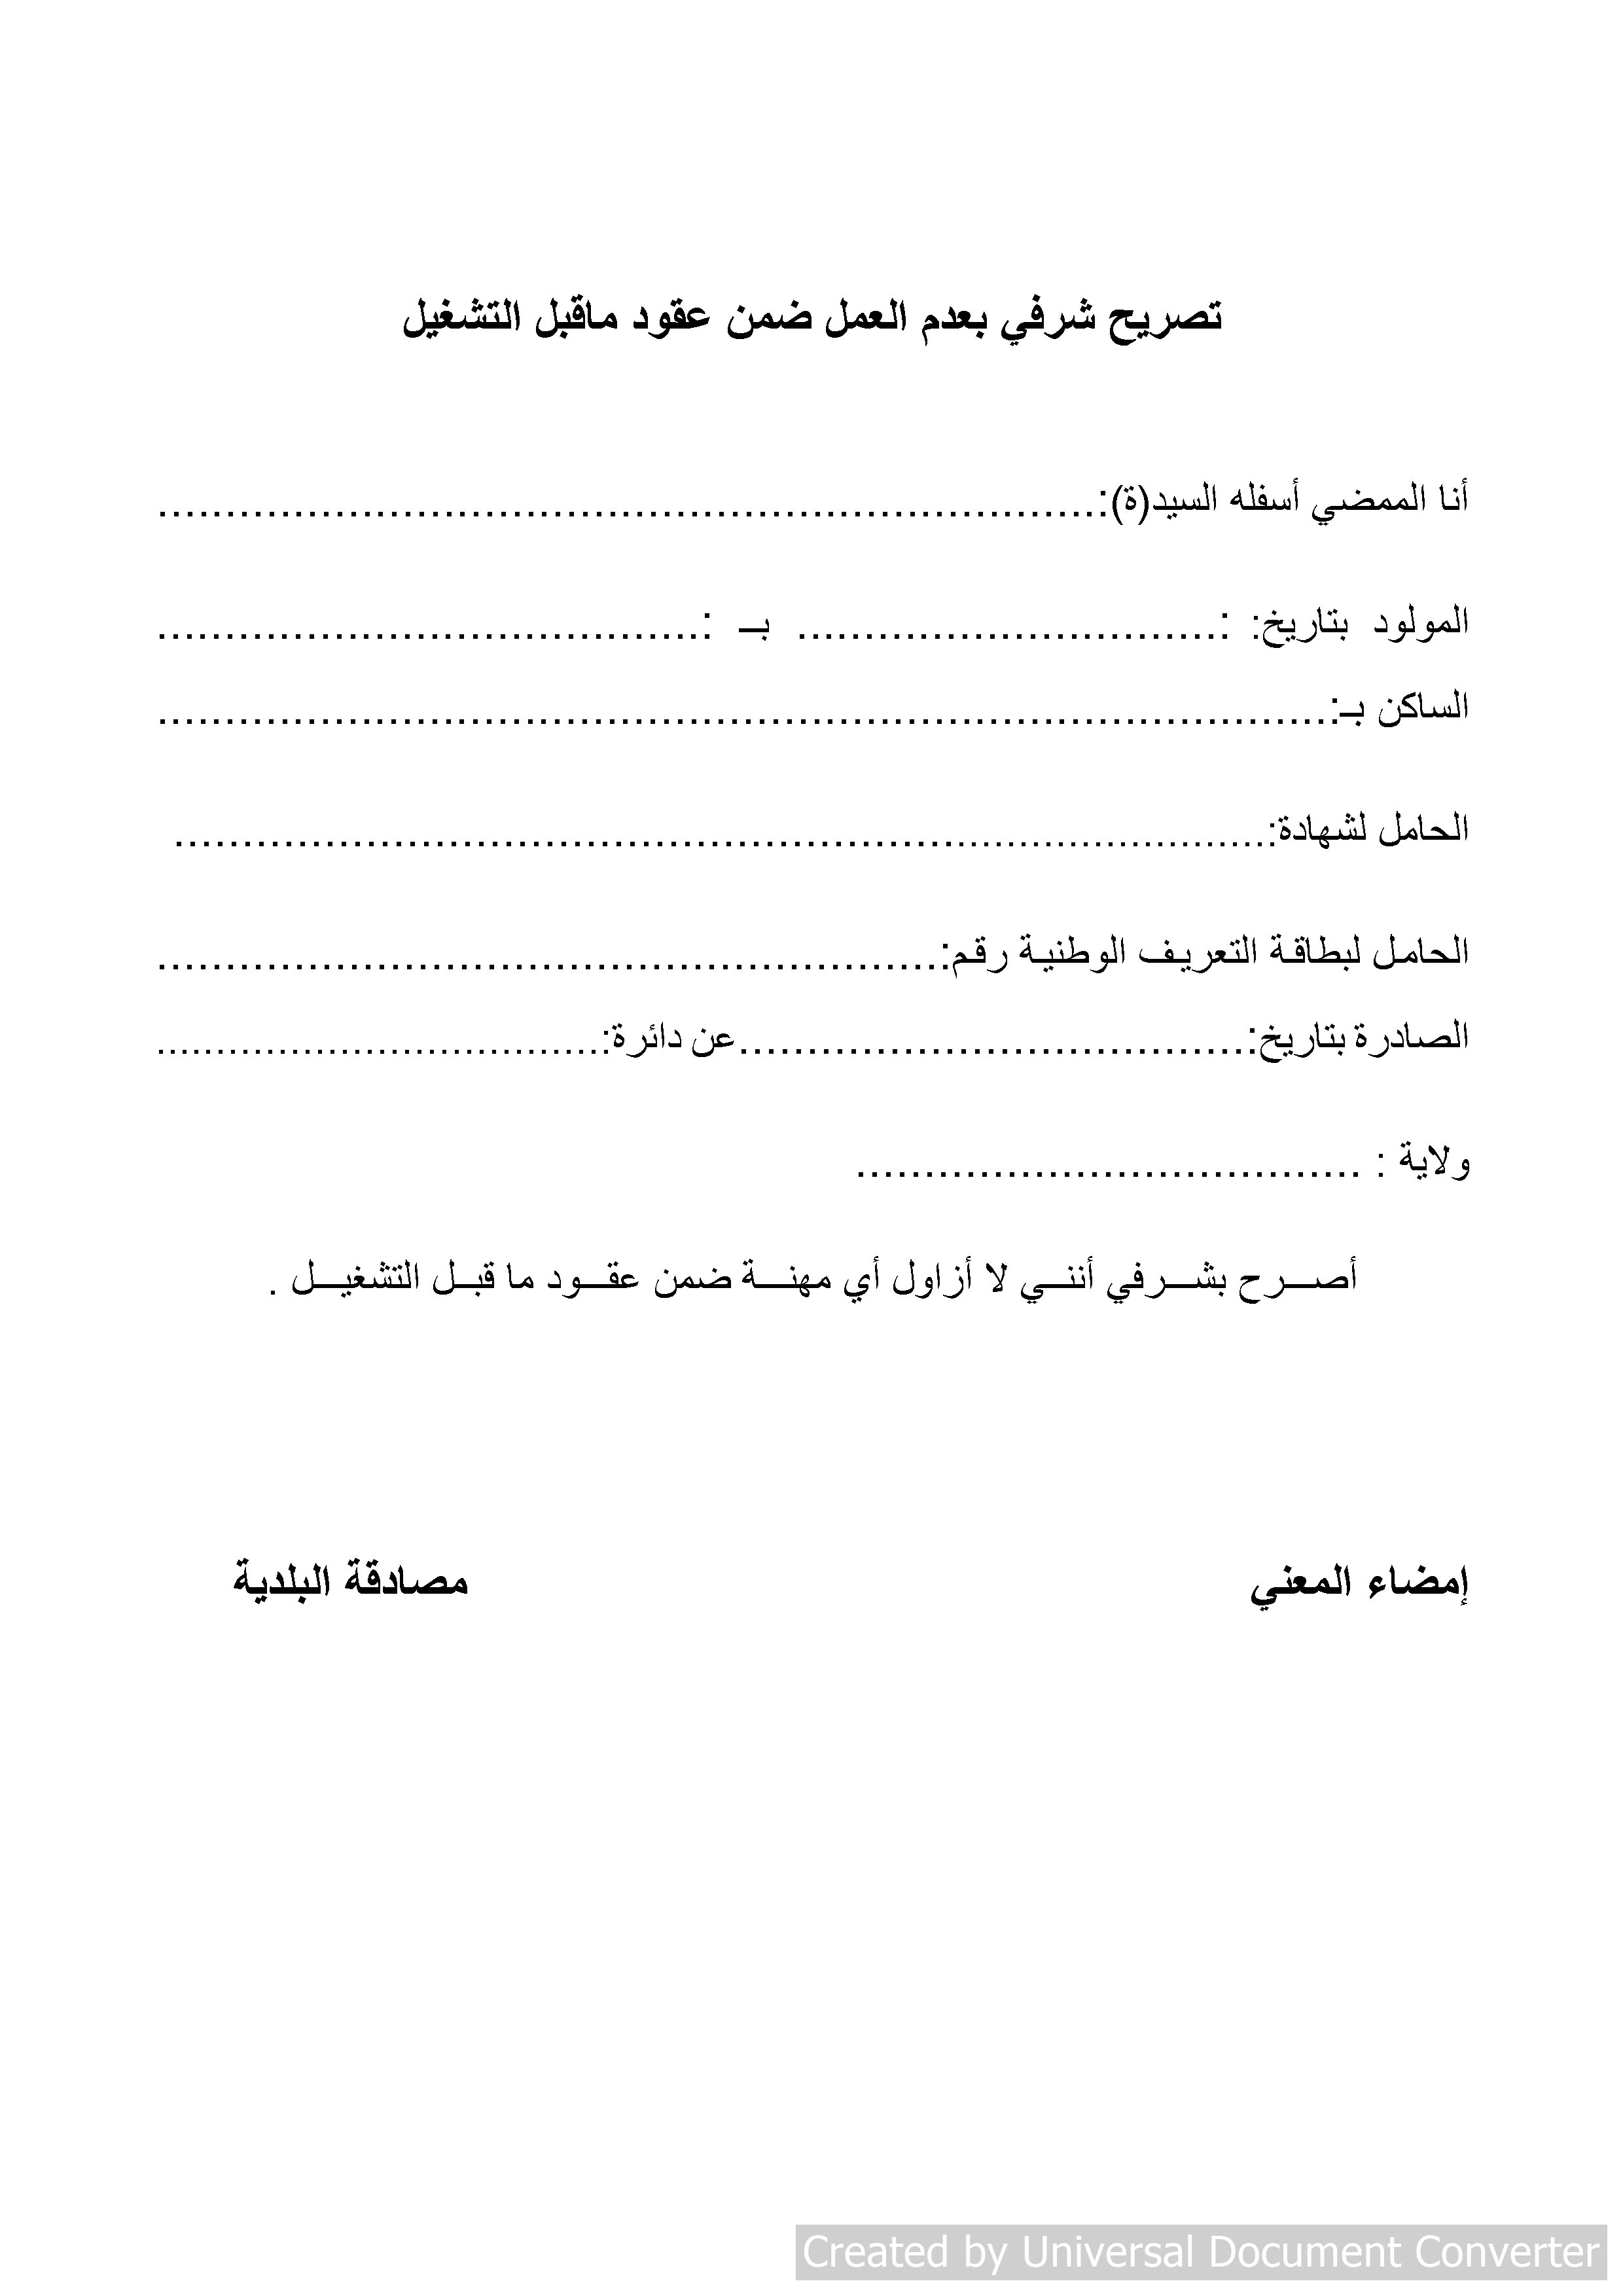 تصريح شرفي بعدم العمل ضمن عقود ماقبل التشغيل
أنا الممضي أسفله السيد(ة):.....................................................................
المولود بتاريخ: :............................... بــ :........................................
الساكن بـ:......................................................................................
الحامل لشهادة:................................................................................
الحامل لبطاقة التعريف الوطنية رقم:.........................................................
الصادرة بتاريخ:.....................................عن دائرة:......................................
ولاية : .....................................
أصـــرح بشـــرفي أننـــي لا أزاول أي مهنـــة ضمن عقـــود ما قبـــل التشغيـــل .
إمضاء المعني مصادقة البلدية
Created by Universal Document Converter